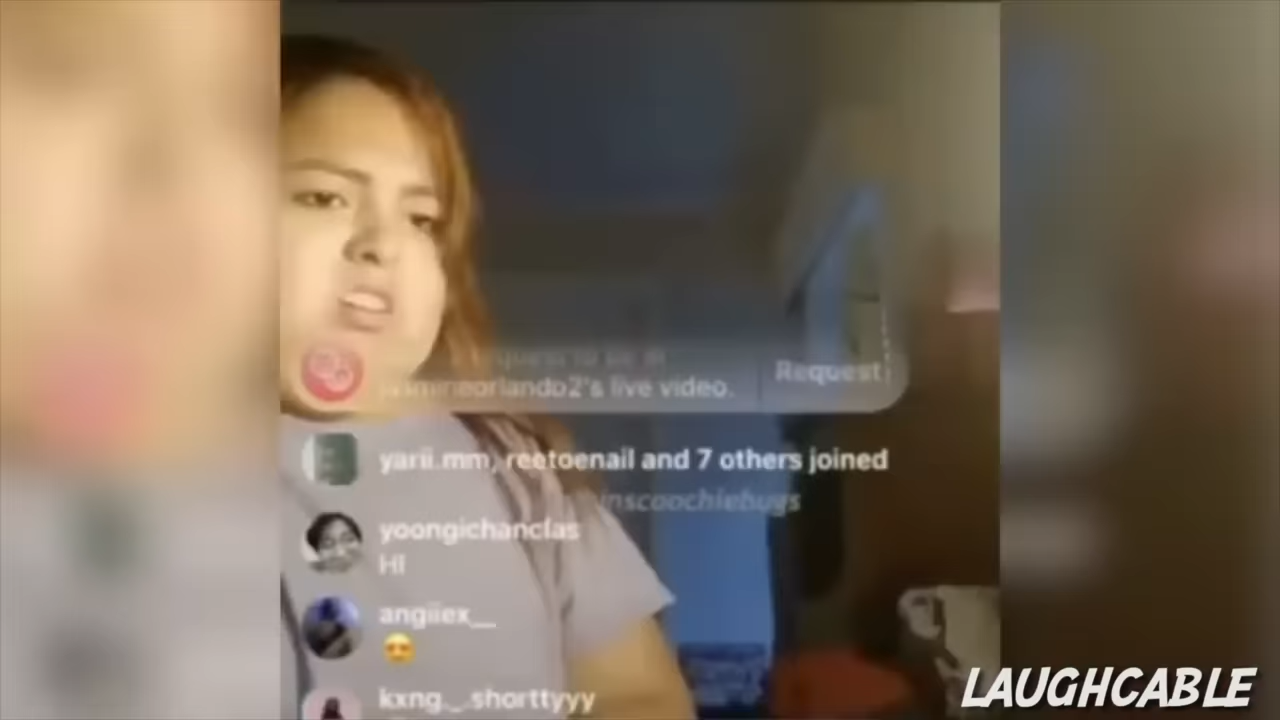 live video.
Request
yarii.mm, reetoenail and 7 others joined
yoongichanclas
HI
angiiex__
kxng._.shorttyyy
LAUGHCABLE